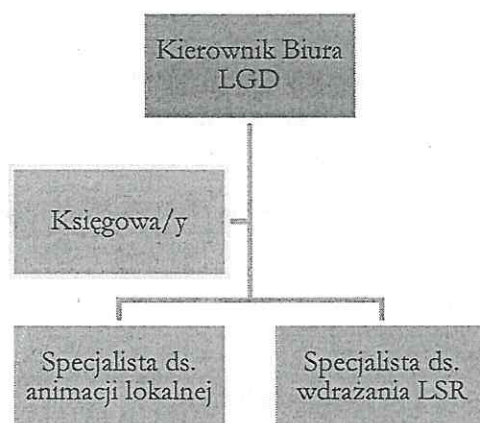 Kierownik Biura
LGD
Księgowa/y
Specjalista ds.
animacji lokalnej
Specjalista ds.
wdrażania LSR